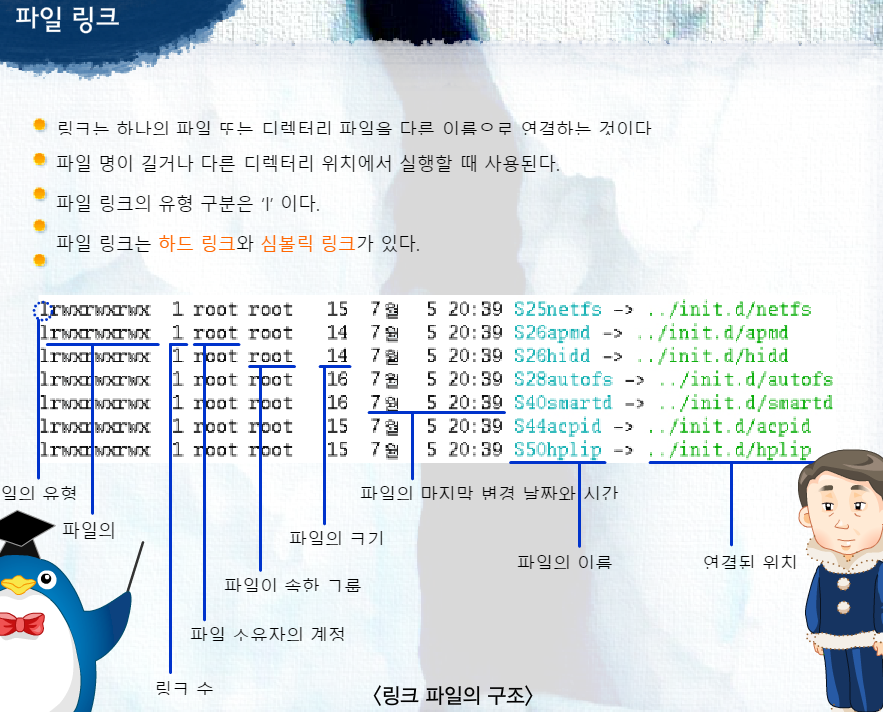 파일 링크
링크는 하나의 파일 또는 디렉터리 파일을 다른 이름으로 연결하는 것이다
파일 명이 길거나 다른 디렉터리 위치에서 실행할 때 사용된다.
파일 링크의 유형 구분은 'l' 이다.
파일 링크는 하드 링크와 심볼릭 링크가 있다.
lrwxrwxrwx 1 root root 15 7월 5 20:39 S25netfs -> ../init.d/netfs
lrwxrwxrwx 1 root root 14 7월 5 20:39 S26apmd -> ../init.d/apmd
lrwxrwxrwx 1 root root 14 7월 5 20:39 S26hidd -> ../init.d/hidd
lrwxrwxrwx 1 root root 16 7월 5 20:39 S28autofs -> ../init.d/autofs
lrwxrwxrwx 1 root root 16 7월 5 20:39 S40smartd -> ../init.d/smartd
lrwxrwxrwx 1 root root 15 7월 5 20:39 S44acpid -> ../init.d/acpid
lrwxrwxrwx 1 root root 15 7월 5 20:39 S50hplip -> ../init.d/hplip
일의 유형
파일의 마지막 변경 날짜와 시간
파일의
파일의 크기
파일의 이름
연결된 위치
파일이 속한 그룹
파일 소유자의 계정
링크 수
<링크 파일의 구조>